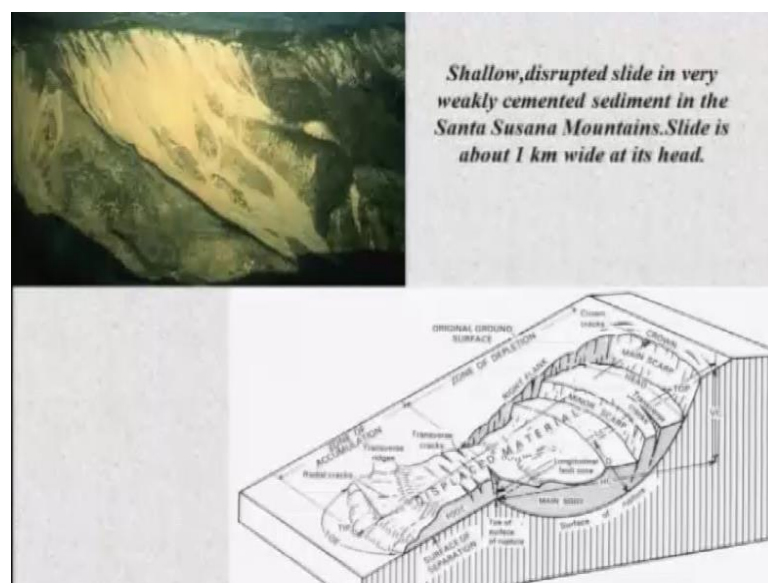 Shallow,disrupted slide in very
weakly cemented sediment in the
Santa Susana Mountains.Slide is
about 1 km wide at its head.
Crown
cracks
CROWN
ORIGINAL GROUND
SURFACE
MAIN SCARP
ZONE OF DEPLETION
TOP
HEAD
RIGHT FLANK
MINOR SCARP
Transverse
cracks
ZONE OF
ACCUMULATION
Transverse
ridges
Radial cracks
DISPLACED MATERIAL
Longitudinal
fault zone
MAIN BODY
FOOT
TIP
TOE
Toe of
surface
of rupture
Surface of rupture
SURFACE OF
SEPARATION